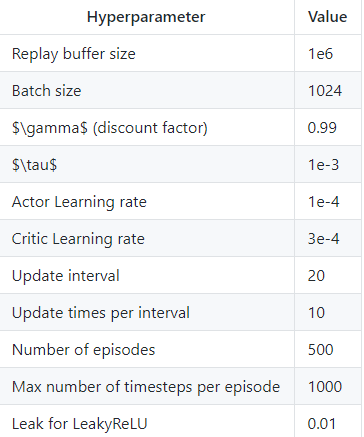 Hyperparameter Value
Replay buffer size 1e6
Batch size 1024
$\gamma$ (discount factor) 0.99
$\tau$ 1e-3
Actor Learning rate 1e-4
Critic Learning rate 3e-4
Update interval 20
Update times per interval 10
Number of episodes 500
Max number of timesteps per episode 1000
Leak for LeakyReLU 0.01